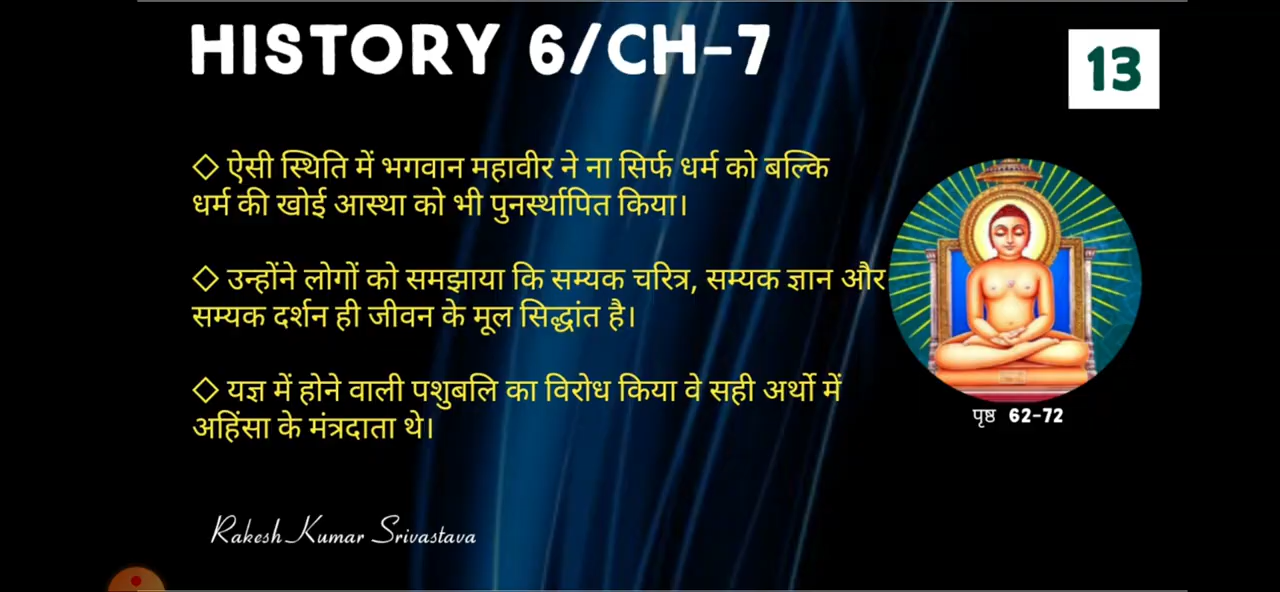 HISTORY 6/CH-7
13
◇ ऐसी स्थिति में भगवान महावीर ने ना सिर्फ धर्म को बल्कि
धर्म की खोई आस्था को भी पुनर्स्थापित किया।
◇ उन्होंने लोगों को समझाया कि सम्यक चरित्र, सम्यक ज्ञान और
सम्यक दर्शन ही जीवन के मूल सिद्धांत है।
◇ यज्ञ में होने वाली पशुबलि का विरोध किया वे सही अर्थो में
अहिंसा के मंत्रदाता थे।
पृष्ठ 62-72
Rakesh Kumar Srivastava